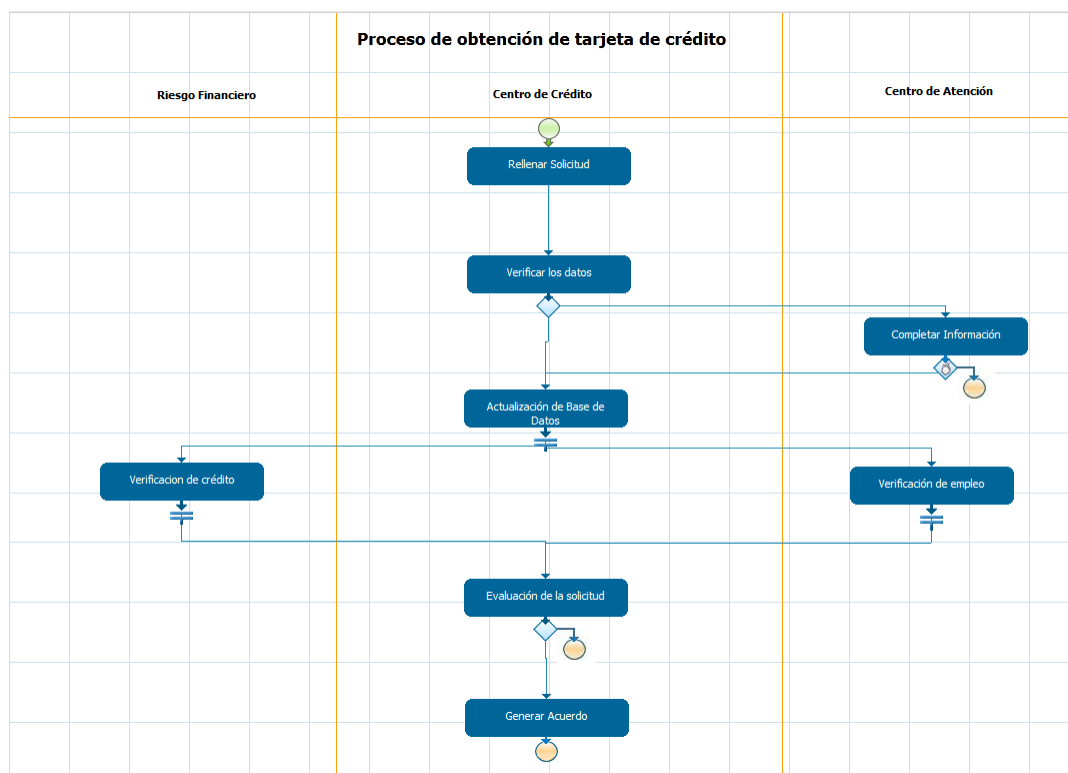 Proceso de obtención de tarjeta de crédito
Riesgo Financiero
Centro de Crédito
Centro de Atención
Rellenar Solicitud
Verificar los datos
Completar Información
Actualización de Base de
Datos
Verificacion de crédito
Verificación de empleo
Evaluación de la solicitud
Generar Acuerdo